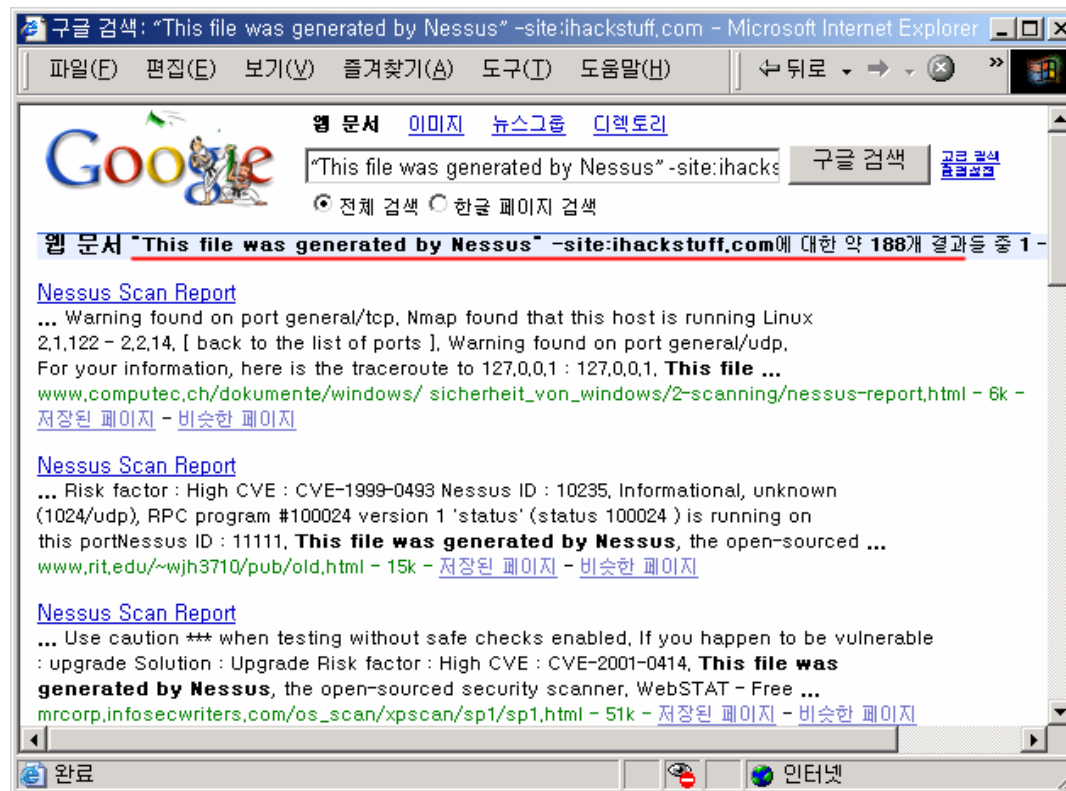 구글 검색: "This file was generated by Nessus" -site:ihackstuff.com - Microsoft Internet Explorer
파일(F) 편집(E) 보기(V) 즐겨찾기(A) 도구(T) 도움말(H) 뒤로 »
Google
웹 문서 이미지 뉴스그룹 디렉토리
"This file was generated by Nessus" -site:ihacks 구글 검색 고급 검색
환경설정
전체 검색 한글 페이지 검색
웹 문서 "This file was generated by Nessus" -site:ihackstuff.com에 대한 약 188개 결과들 중 1 -
Nessus Scan Report
... Warning found on port general/tcp, Nmap found that this host is running Linux
2.1.122 - 2.2.14, [ back to the list of ports ], Warning found on port general/udp,
For your information, here is the traceroute to 127.0.0.1 : 127.0.0.1, This file ...
www.computec.ch/dokumente/windows/ sicherheit_von_windows/2-scanning/nessus-report.html - 6k -
저장된 페이지 - 비슷한 페이지
Nessus Scan Report
... Risk factor : High CVE : CVE-1999-0493 Nessus ID : 10235, Informational, unknown
(1024/udp), RPC program #100024 version 1 'status' (status 100024 ) is running on
this portNessus ID : 11111, This file was generated by Nessus, the open-sourced ...
www.rit.edu/~wjh3710/pub/old.html - 15k - 저장된 페이지 - 비슷한 페이지
Nessus Scan Report
... Use caution *** when testing without safe checks enabled, If you happen to be vulnerable
: upgrade Solution : Upgrade Risk factor : High CVE : CVE-2001-0414, This file was
generated by Nessus, the open-sourced security scanner, WebSTAT - Free ...
mrcorp.infosecwriters.com/os_scan/xpscan/sp1/sp1.html - 51k - 저장된 페이지 - 비슷한 페이지
완료 인터넷